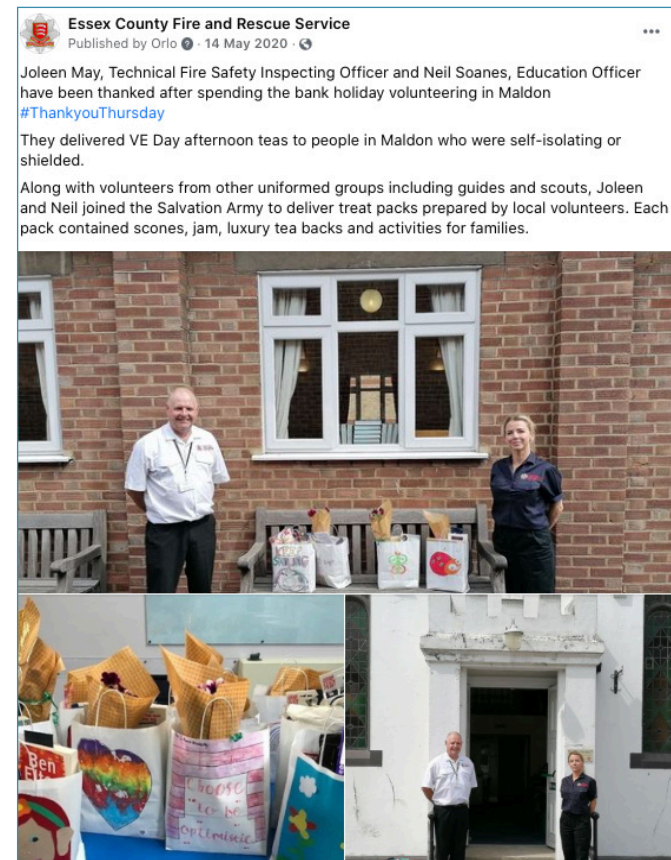 Essex County Fire and Rescue Service
Published by Orlo · 14 May 2020 ·
Joleen May, Technical Fire Safety Inspecting Officer and Neil Soanes, Education Officer
have been thanked after spending the bank holiday volunteering in Maldon
#ThankyouThursday
They delivered VE Day afternoon teas to people in Maldon who were self-isolating or
shielded.
Along with volunteers from other uniformed groups including guides and scouts, Joleen
and Neil joined the Salvation Army to deliver treat packs prepared by local volunteers. Each
pack contained scones, jam, luxury tea backs and activities for families.
Ben
Choose
to be
optimistic